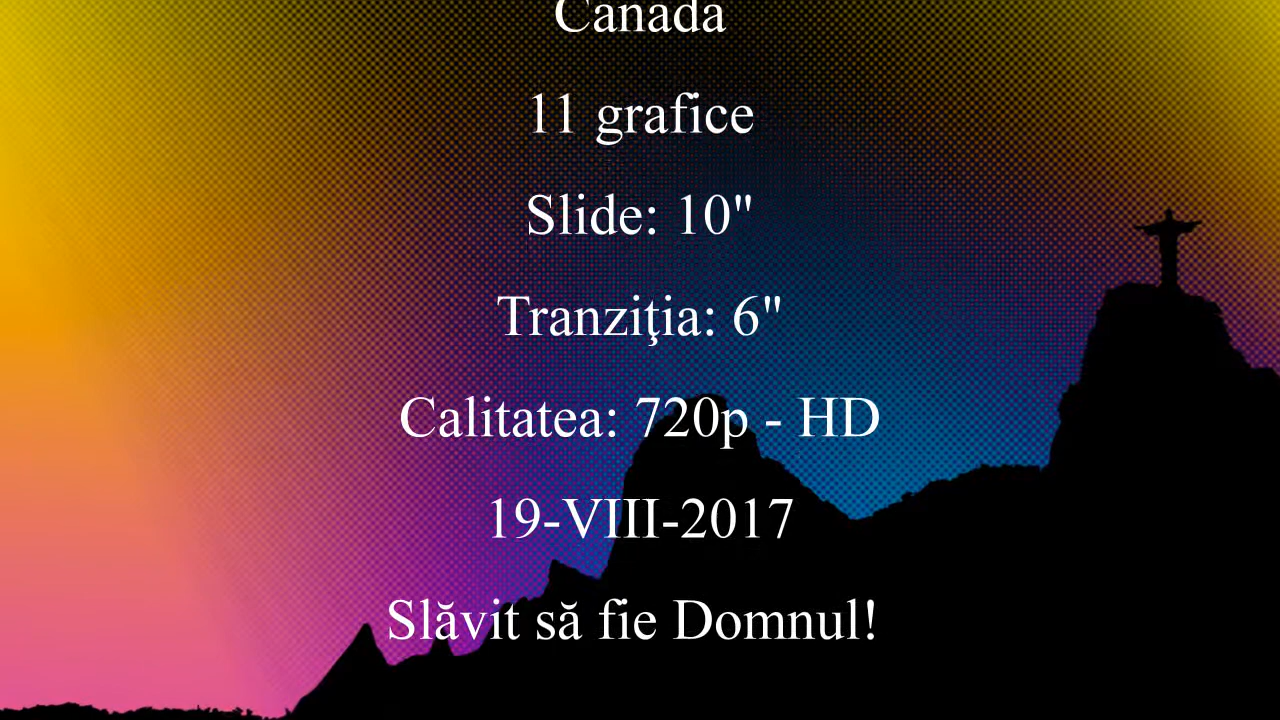 Canada
11 grafice
Slide: 10"
Tranziţia: 6"
Calitatea: 720p - HD
19-VIII-2017
Slăvit să fie Domnul!